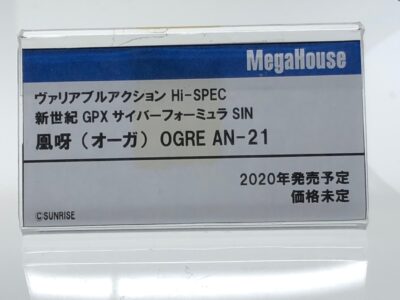 MegaHouse
ヴァリアブルアクション Hi-SPEC
新世紀 GPX サイバーフォーミュラ SIN
凰呀(オーガ) OGRE AN-21
2020年発売予定
価格未定
©SUNRISE